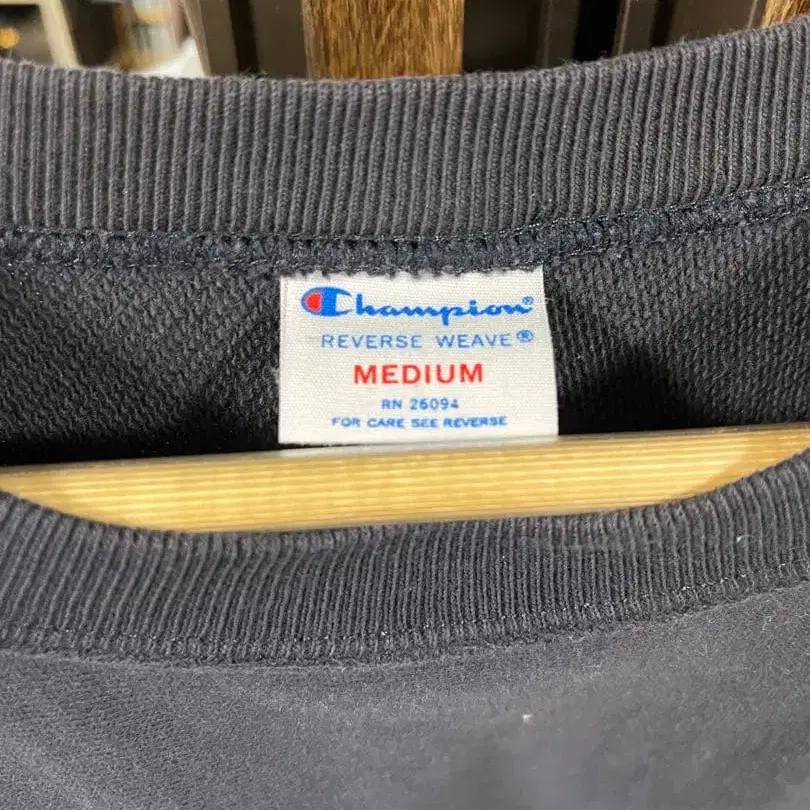 Champion®
REVERSE WEAVE®
MEDIUM
RN 26094
FOR CARE SEE REVERSE